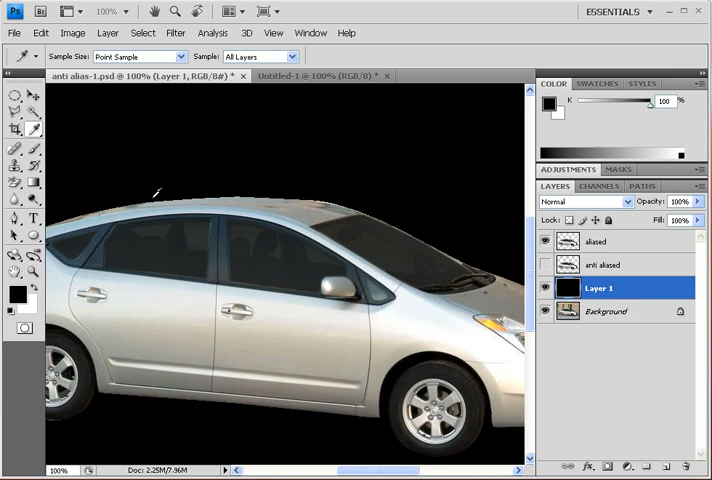 Ps Br 100% ESSENTIALS
File Edit Image Layer Select Filter Analysis 3D View Window Help
Sample Size: Point Sample Sample: All Layers
anti alias-1.psd @ 100% (Layer 1, RGB/8#) * × Untitled-1 @ 100% (RGB/8) * ×
COLOR SWATCHES STYLES
K 100 %
ADJUSTMENTS MASKS
LAYERS CHANNELS PATHS
Normal Opacity: 100%
Lock: Fill: 100%
aliased
anti aliased
Layer 1
Background
T
fx.
100% Doc: 2.25M/7.96M